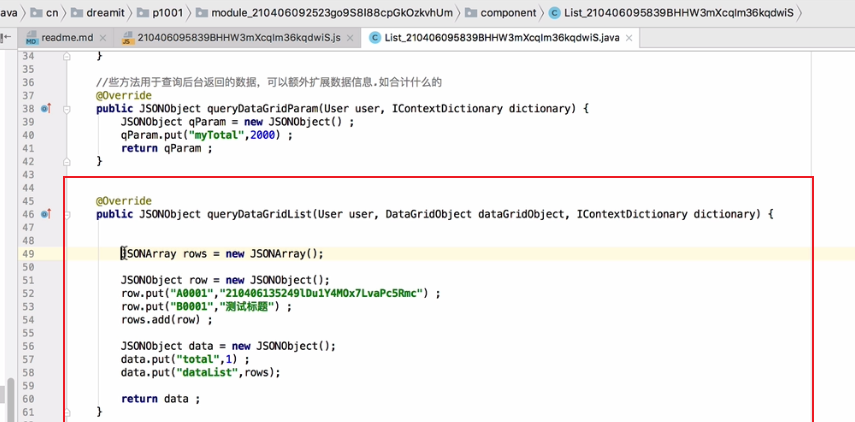 ava cn dreamit p1001 module_210406092523go9S8I88cpGkOzkvhUm component List_210406095839BHHW3mXcqIm36kqdwiS
readme.md 210406095839BHHW3mXcqIm36kqdwiS.js List_210406095839BHHW3mXcqIm36kqdwiS.java
34 }
35
36 //些方法用于查询后台返回的数据，可以额外扩展数据信息.如合计什么的
37 @Override
38 public JSONObject queryDataGridParam(User user, IContextDictionary dictionary) {
39 JSONObject qParam = new JSONObject() ;
40 qParam.put("myTotal",2000) ;
41 return qParam ;
42 }
43
44
45 @Override
46 public JSONObject queryDataGridList(User user, DataGridObject dataGridObject, IContextDictionary dictionary) {
47
48
49 JSONArray rows = new JSONArray();
50
51 JSONObject row = new JSONObject();
52 row.put("A0001","210406135249lDu1Y4MOx7LvaPc5Rmc") ;
53 row.put("B0001","测试标题") ;
54 rows.add(row) ;
55
56 JSONObject data = new JSONObject();
57 data.put("total",1) ;
58 data.put("dataList",rows);
59
60 return data ;
61 }